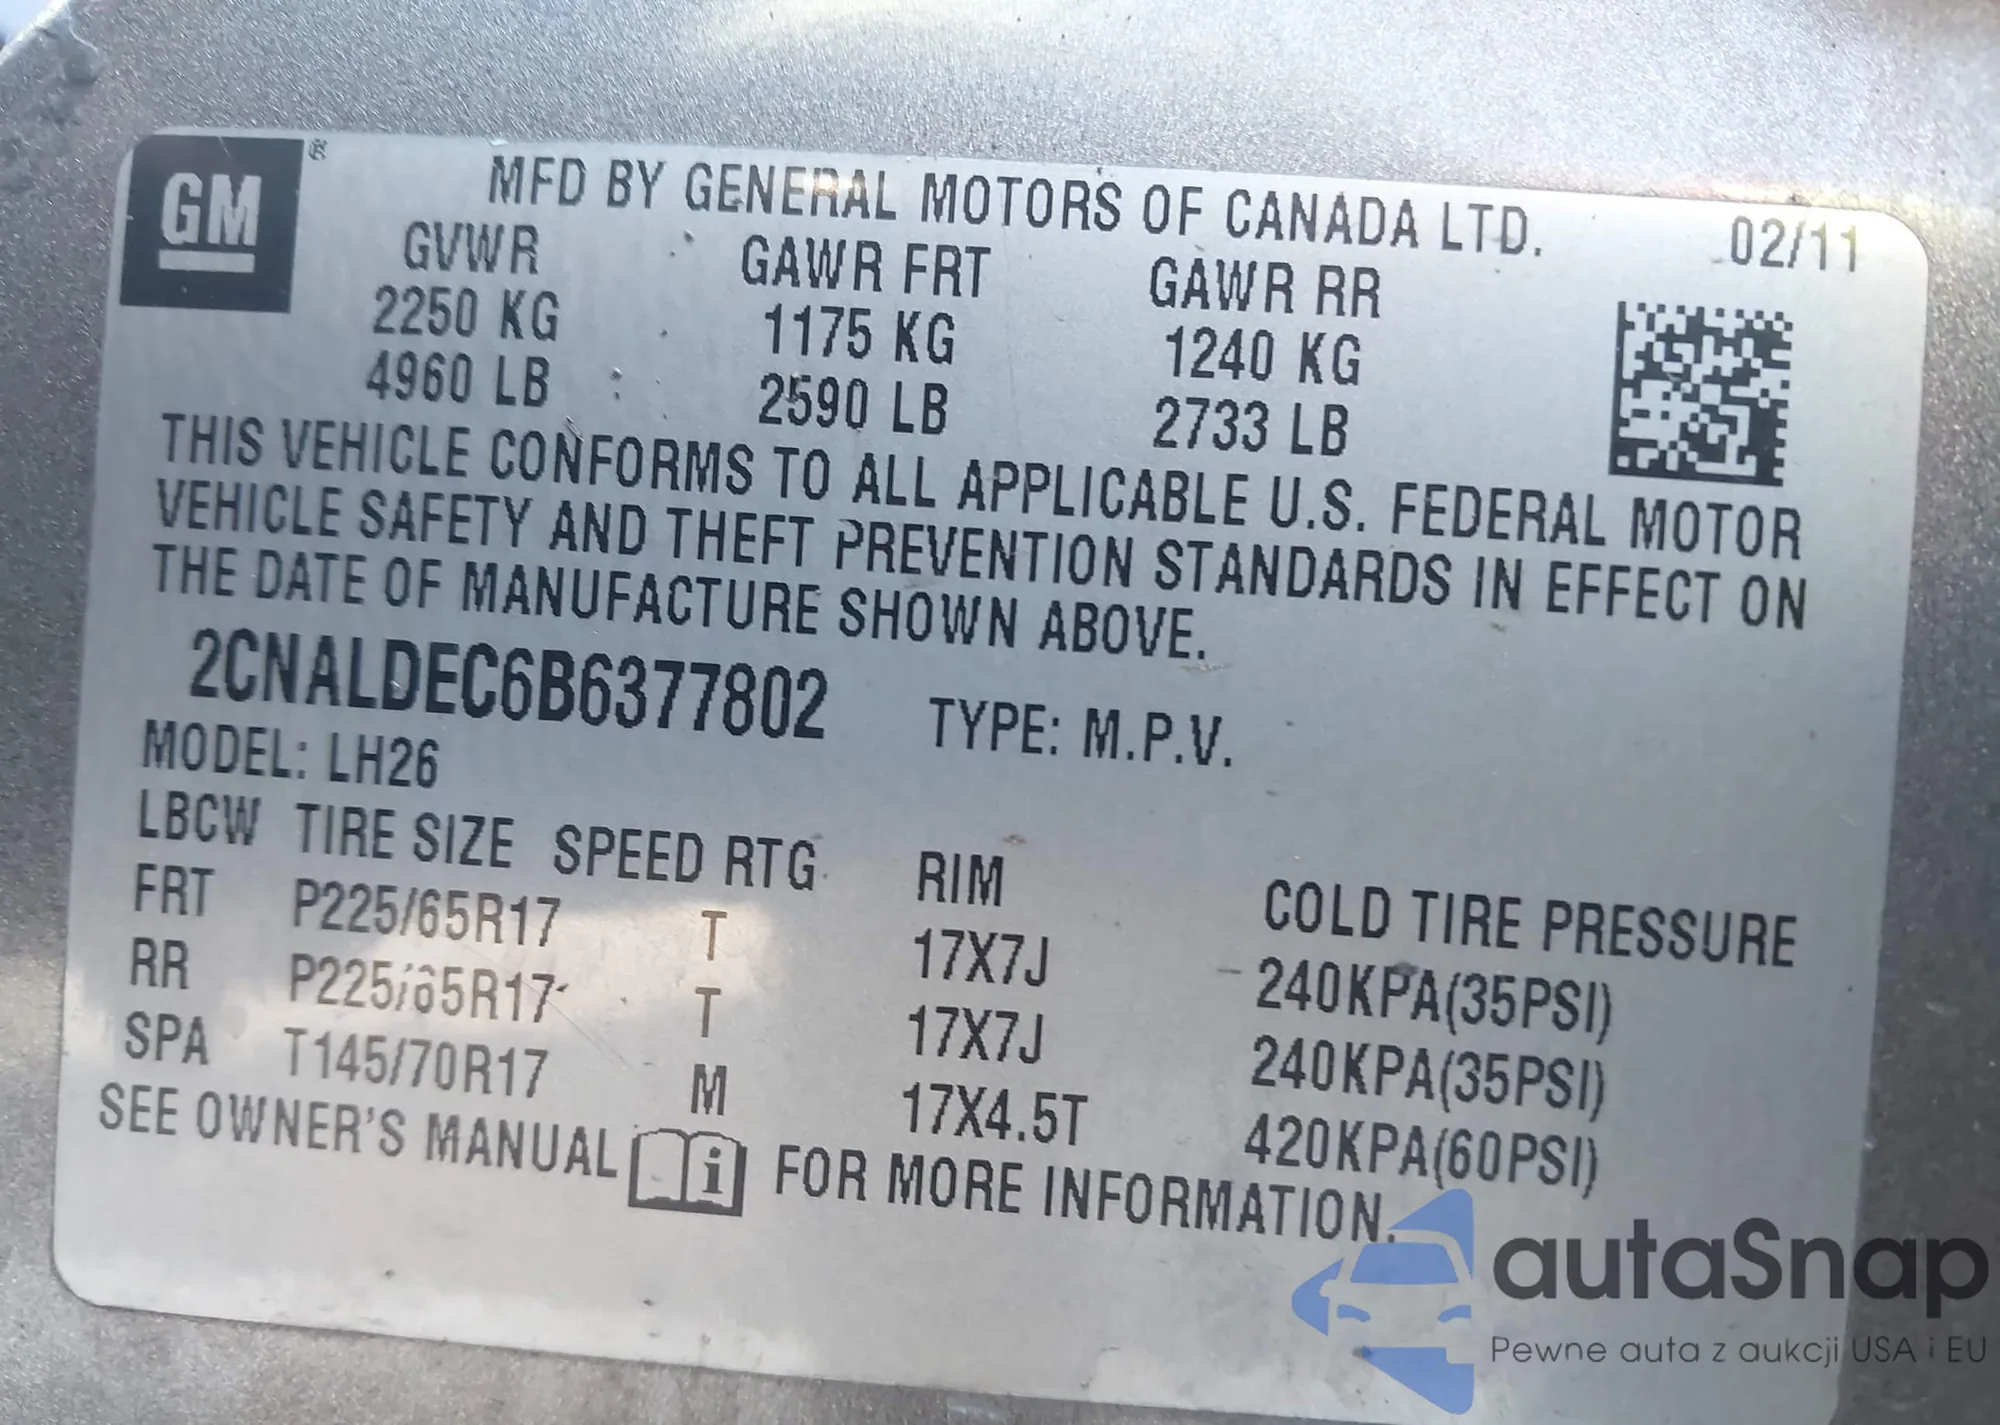 GM ®
MFD BY GENERAL MOTORS OF CANADA LTD. 02/11
GVWR GAWR FRT GAWR RR
2250 KG 1175 KG 1240 KG
4960 LB 2590 LB 2733 LB
THIS VEHICLE CONFORMS TO ALL APPLICABLE U.S. FEDERAL MOTOR
VEHICLE SAFETY AND THEFT PREVENTION STANDARDS IN EFFECT ON
THE DATE OF MANUFACTURE SHOWN ABOVE.
2CNALDEC6B6377802 TYPE: M.P.V.
MODEL: LH26
LBCW TIRE SIZE SPEED RTG RIM COLD TIRE PRESSURE
FRT P225/65R17 T 17X7J 240KPA(35PSI)
RR P225/65R17 T 17X7J 240KPA(35PSI)
SPA T145/70R17 M 17X4.5T 420KPA(60PSI)
SEE OWNER'S MANUAL i FOR MORE INFORMATION.
autaSnap
Pewne auta z aukcji USA i EU